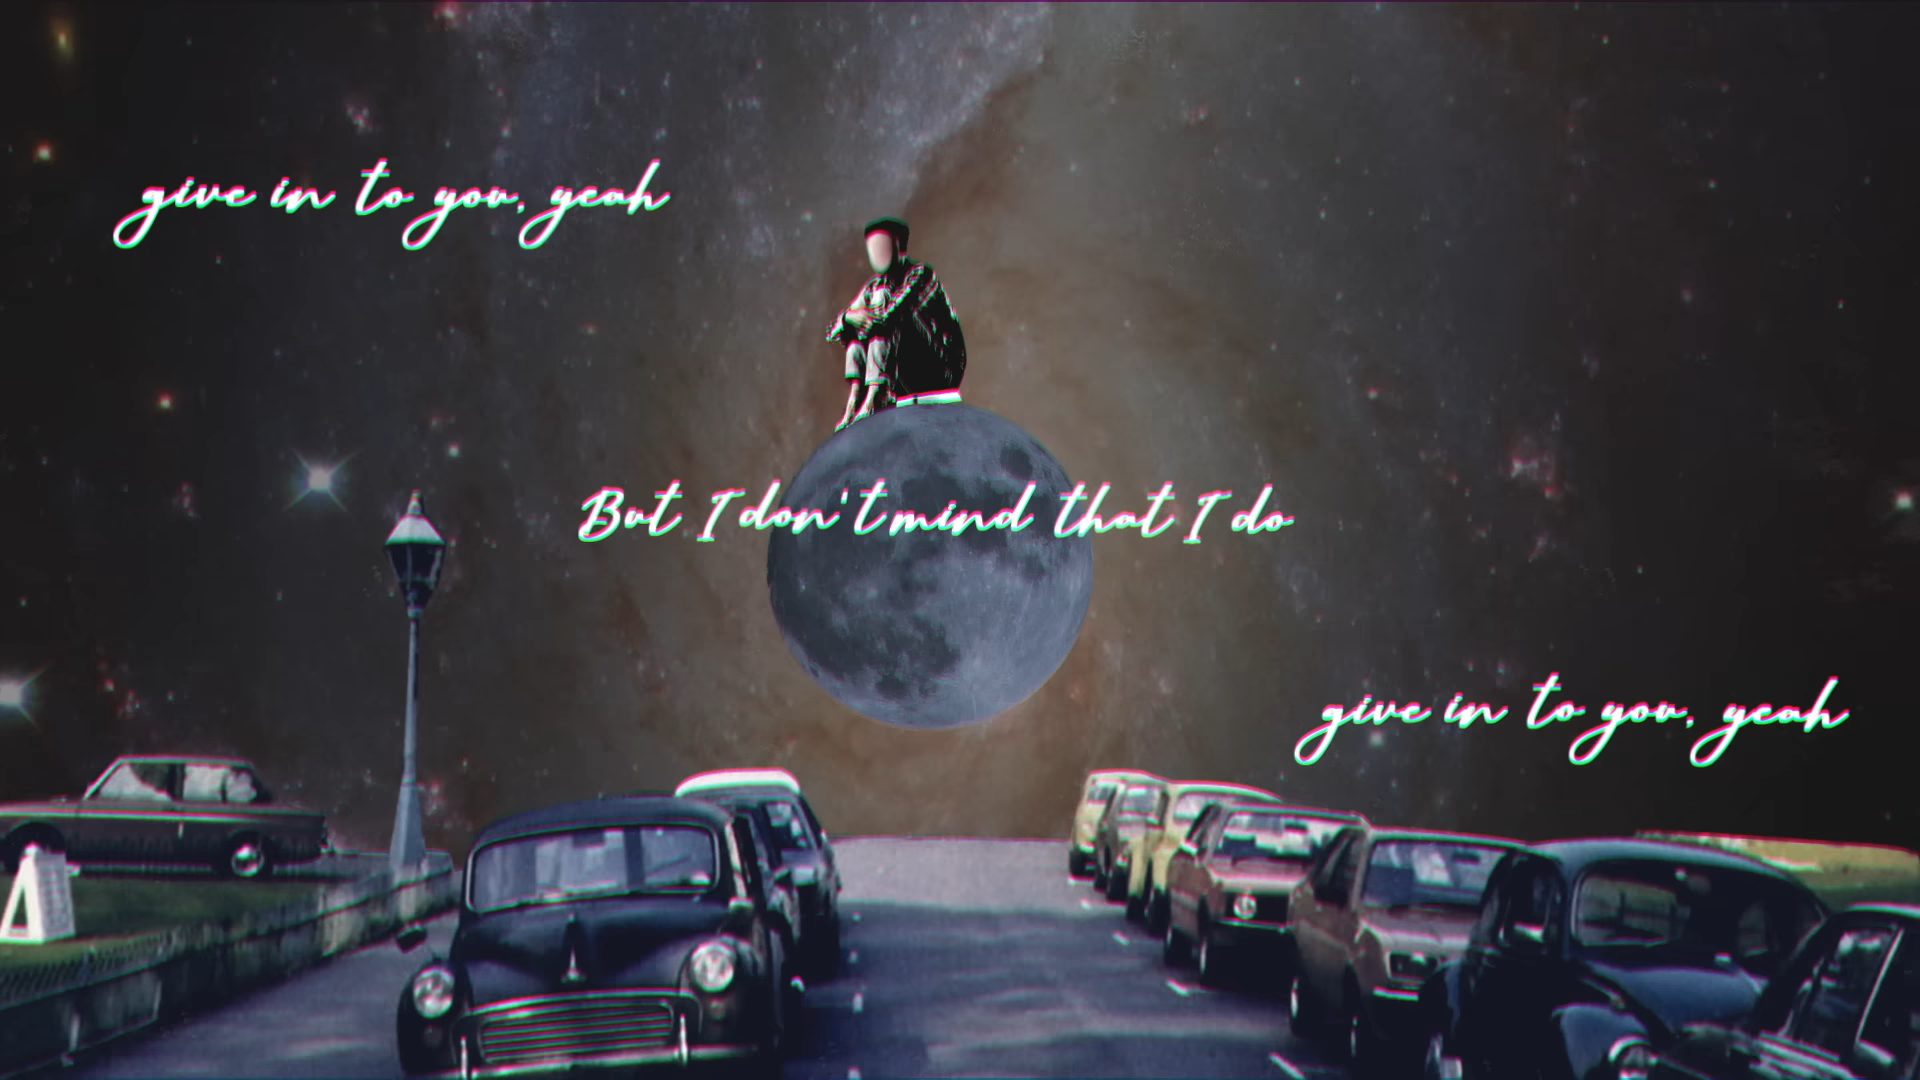 give in to you, yeah
But I don't mind that I do
give in to you, yeah